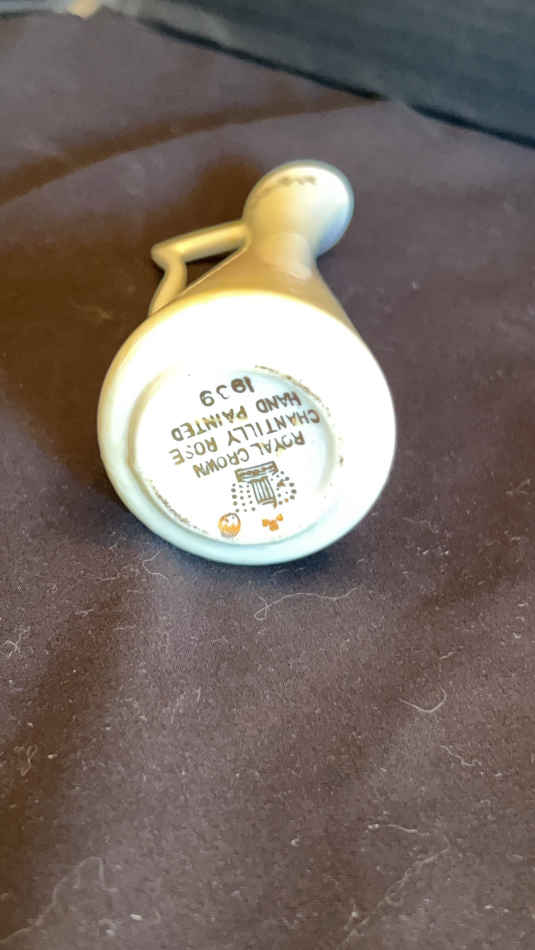 ROYAL CROWN
CHANTILLY ROSE
HAND PAINTED
1939